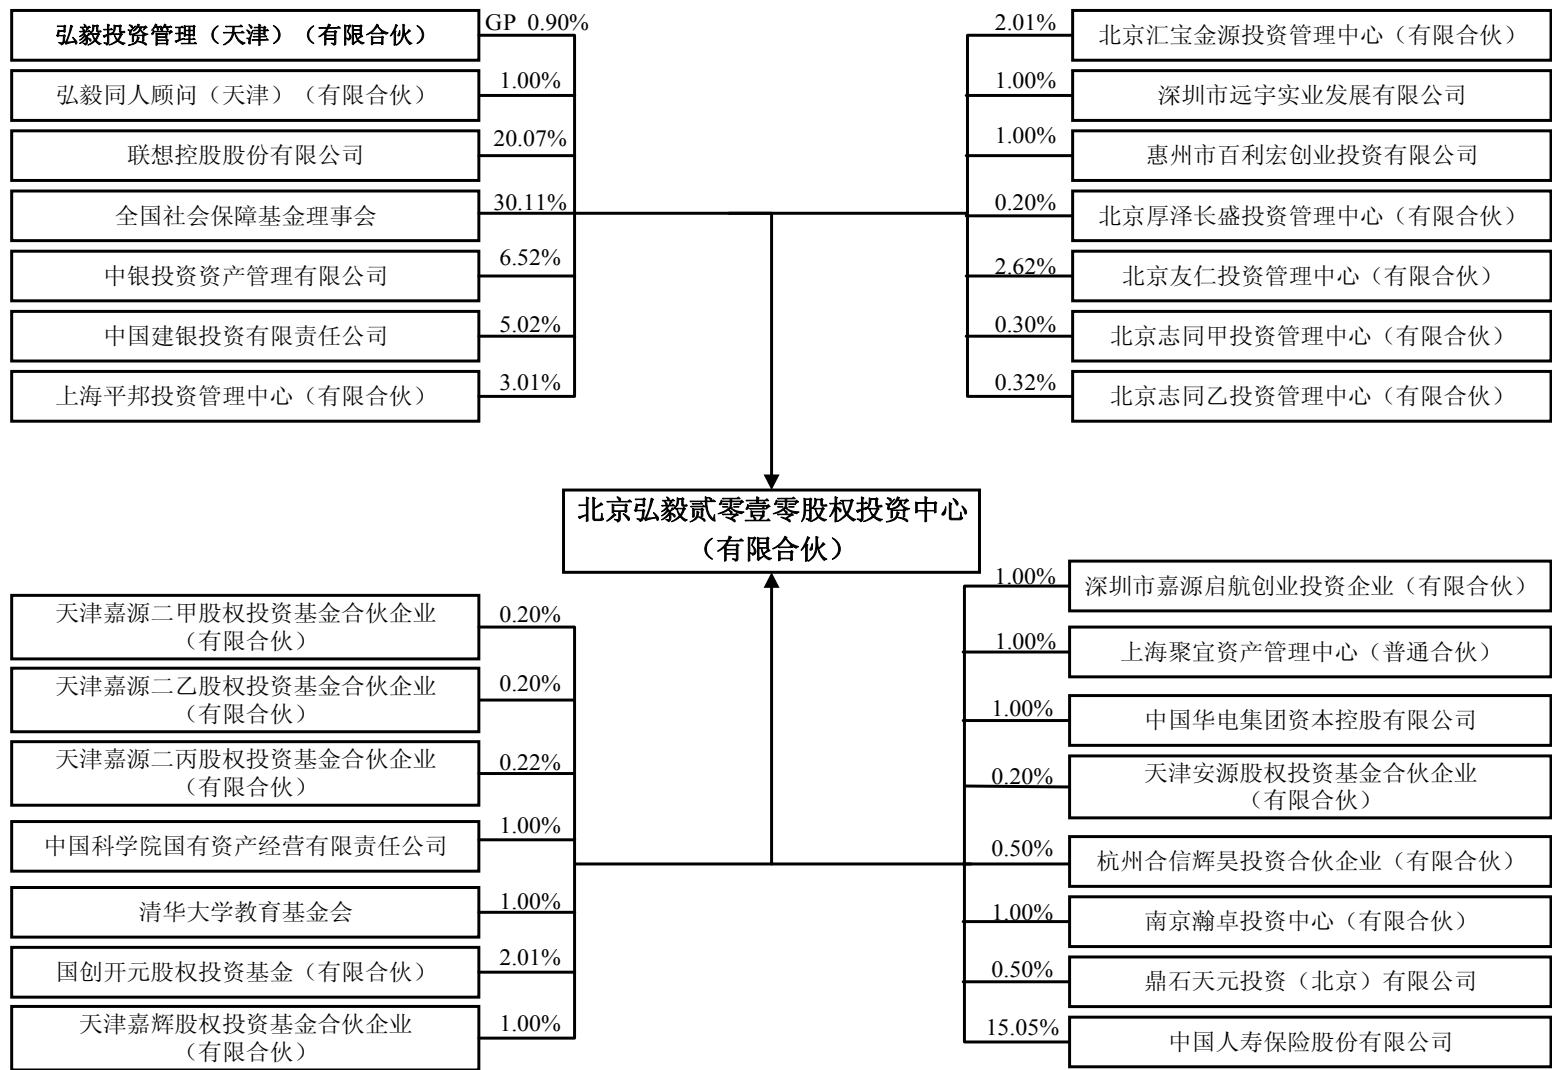 弘毅投资管理（天津）（有限合伙）
GP 0.90%
弘毅同人顾问（天津）（有限合伙）
1.00%
联想控股股份有限公司
20.07%
全国社会保障基金理事会
30.11%
中银投资资产管理有限公司
6.52%
中国建银投资有限责任公司
5.02%
上海平邦投资管理中心（有限合伙）
3.01%
2.01%
北京汇宝金源投资管理中心（有限合伙）
1.00%
深圳市远宇实业发展有限公司
1.00%
惠州市百利宏创业投资有限公司
0.20%
北京厚泽长盛投资管理中心（有限合伙）
2.62%
北京友仁投资管理中心（有限合伙）
0.30%
北京志同甲投资管理中心（有限合伙）
0.32%
北京志同乙投资管理中心（有限合伙）
北京弘毅贰零壹零股权投资中心
（有限合伙）
天津嘉源二甲股权投资基金合伙企业
（有限合伙）
0.20%
天津嘉源二乙股权投资基金合伙企业
（有限合伙）
0.20%
天津嘉源二丙股权投资基金合伙企业
（有限合伙）
0.22%
中国科学院国有资产经营有限责任公司
1.00%
清华大学教育基金会
1.00%
国创开元股权投资基金（有限合伙）
2.01%
天津嘉辉股权投资基金合伙企业
（有限合伙）
1.00%
1.00%
深圳市嘉源启航创业投资企业（有限合伙）
1.00%
上海聚宜资产管理中心（普通合伙）
1.00%
中国华电集团资本控股有限公司
0.20%
天津安源股权投资基金合伙企业
（有限合伙）
0.50%
杭州合信辉昊投资合伙企业（有限合伙）
1.00%
南京瀚卓投资中心（有限合伙）
0.50%
鼎石天元投资（北京）有限公司
15.05%
中国人寿保险股份有限公司